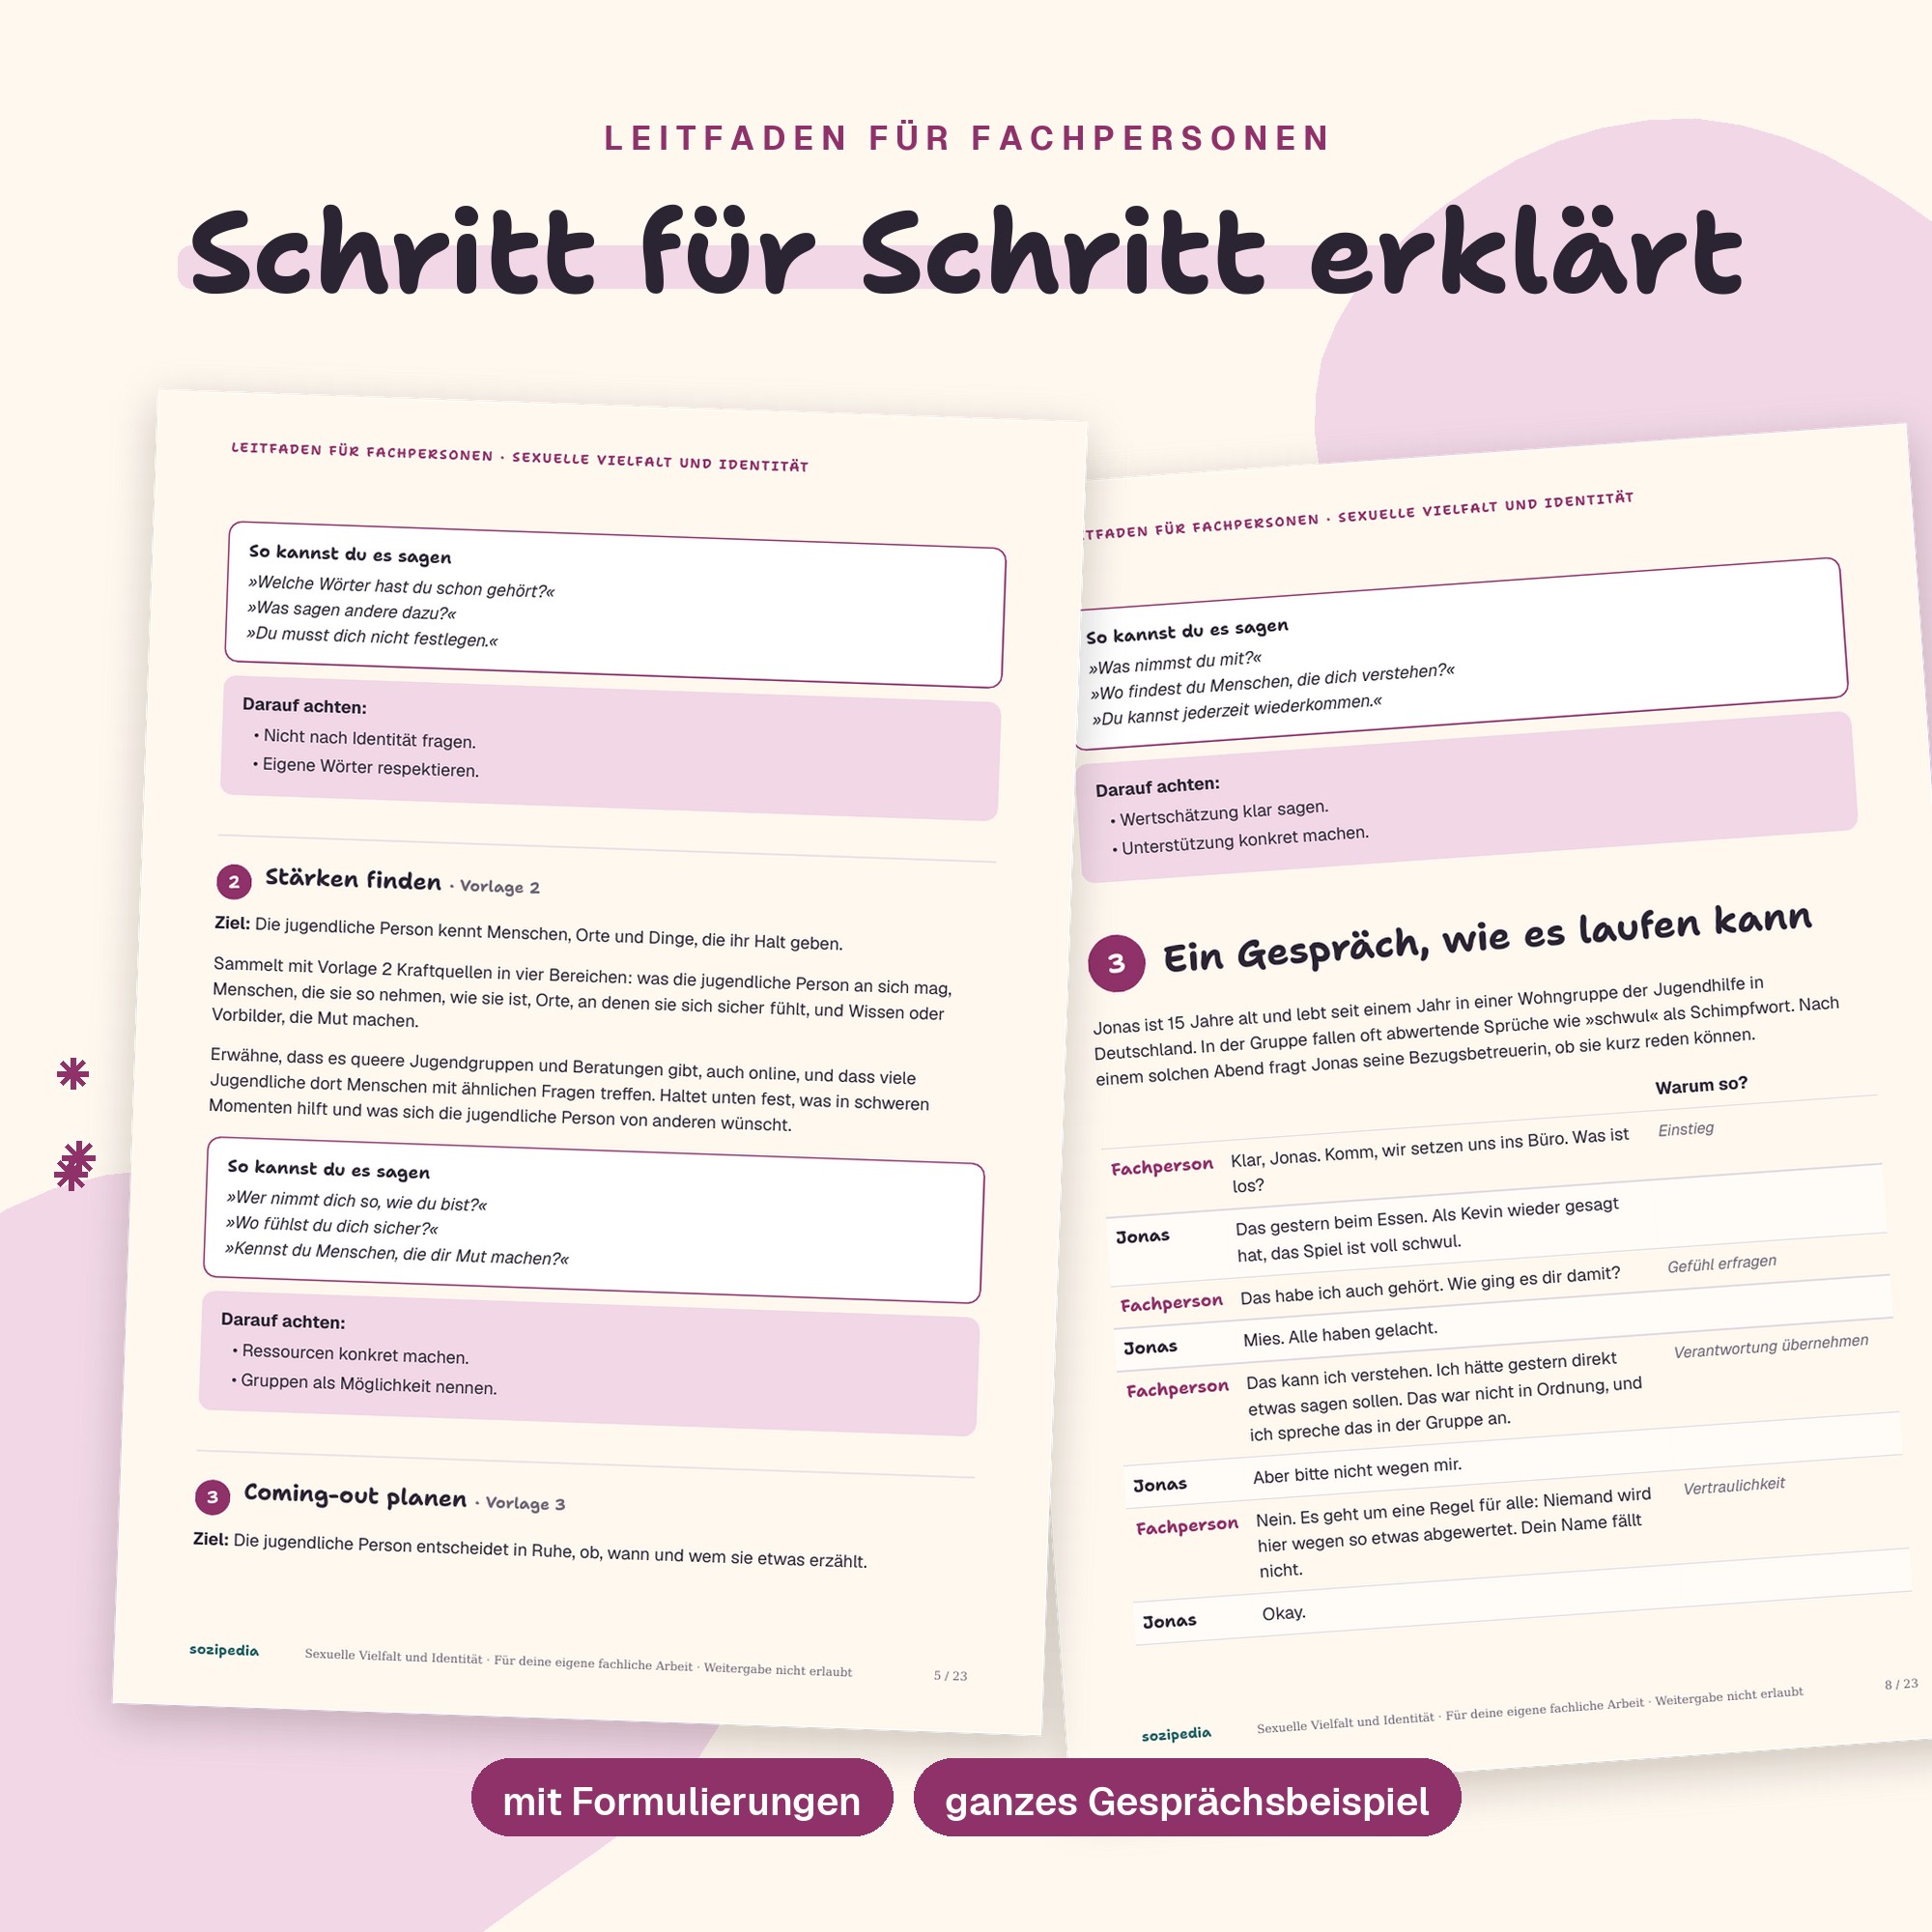 LEITFADEN FÜR FACHPERSONEN
Schritt für Schritt erklärt
LEITFADEN FÜR FACHPERSONEN · SEXUELLE VIELFALT UND IDENTITÄT
So kannst du es sagen
»Welche Wörter hast du schon gehört?«
»Was sagen andere dazu?«
»Du musst dich nicht festlegen.«
Darauf achten:
• Nicht nach Identität fragen.
• Eigene Wörter respektieren.
2 Stärken finden · Vorlage 2
Ziel: Die jugendliche Person kennt Menschen, Orte und Dinge, die ihr Halt geben.
Sammelt mit Vorlage 2 Kraftquellen in vier Bereichen: was die jugendliche Person an sich mag,
Menschen, die sie so nehmen, wie sie ist, Orte, an denen sie sich sicher fühlt, und Wissen oder
Vorbilder, die Mut machen.
Erwähne, dass es queere Jugendgruppen und Beratungen gibt, auch online, und dass viele
Jugendliche dort Menschen mit ähnlichen Fragen treffen. Haltet unten fest, was in schweren
Momenten hilft und was sich die jugendliche Person von anderen wünscht.
So kannst du es sagen
»Wer nimmt dich so, wie du bist?«
»Wo fühlst du dich sicher?«
»Kennst du Menschen, die dir Mut machen?«
Darauf achten:
• Ressourcen konkret machen.
• Gruppen als Möglichkeit nennen.
3 Coming-out planen · Vorlage 3
Ziel: Die jugendliche Person entscheidet in Ruhe, ob, wann und wem sie etwas erzählt.
sozipedia Sexuelle Vielfalt und Identität · Für deine eigene fachliche Arbeit · Weitergabe nicht erlaubt 5 / 23
TFADEN FÜR FACHPERSONEN · SEXUELLE VIELFALT UND IDENTITÄT
So kannst du es sagen
»Was nimmst du mit?«
»Wo findest du Menschen, die dich verstehen?«
»Du kannst jederzeit wiederkommen.«
Darauf achten:
• Wertschätzung klar sagen.
• Unterstützung konkret machen.
3 Ein Gespräch, wie es laufen kann
Jonas ist 15 Jahre alt und lebt seit einem Jahr in einer Wohngruppe der Jugendhilfe in
Deutschland. In der Gruppe fallen oft abwertende Sprüche wie »schwul« als Schimpfwort. Nach
einem solchen Abend fragt Jonas seine Bezugsbetreuerin, ob sie kurz reden können.
Warum so?
Fachperson Klar, Jonas. Komm, wir setzen uns ins Büro. Was ist Einstieg
los?
Jonas Das gestern beim Essen. Als Kevin wieder gesagt
hat, das Spiel ist voll schwul.
Fachperson Das habe ich auch gehört. Wie ging es dir damit? Gefühl erfragen
Jonas Mies. Alle haben gelacht.
Fachperson Das kann ich verstehen. Ich hätte gestern direkt Verantwortung übernehmen
etwas sagen sollen. Das war nicht in Ordnung, und
ich spreche das in der Gruppe an.
Jonas Aber bitte nicht wegen mir.
Fachperson Nein. Es geht um eine Regel für alle: Niemand wird Vertraulichkeit
hier wegen so etwas abgewertet. Dein Name fällt
nicht.
Jonas Okay.
sozipedia Sexuelle Vielfalt und Identität · Für deine eigene fachliche Arbeit · Weitergabe nicht erlaubt 8 / 23
mit Formulierungen
ganzes Gesprächsbeispiel